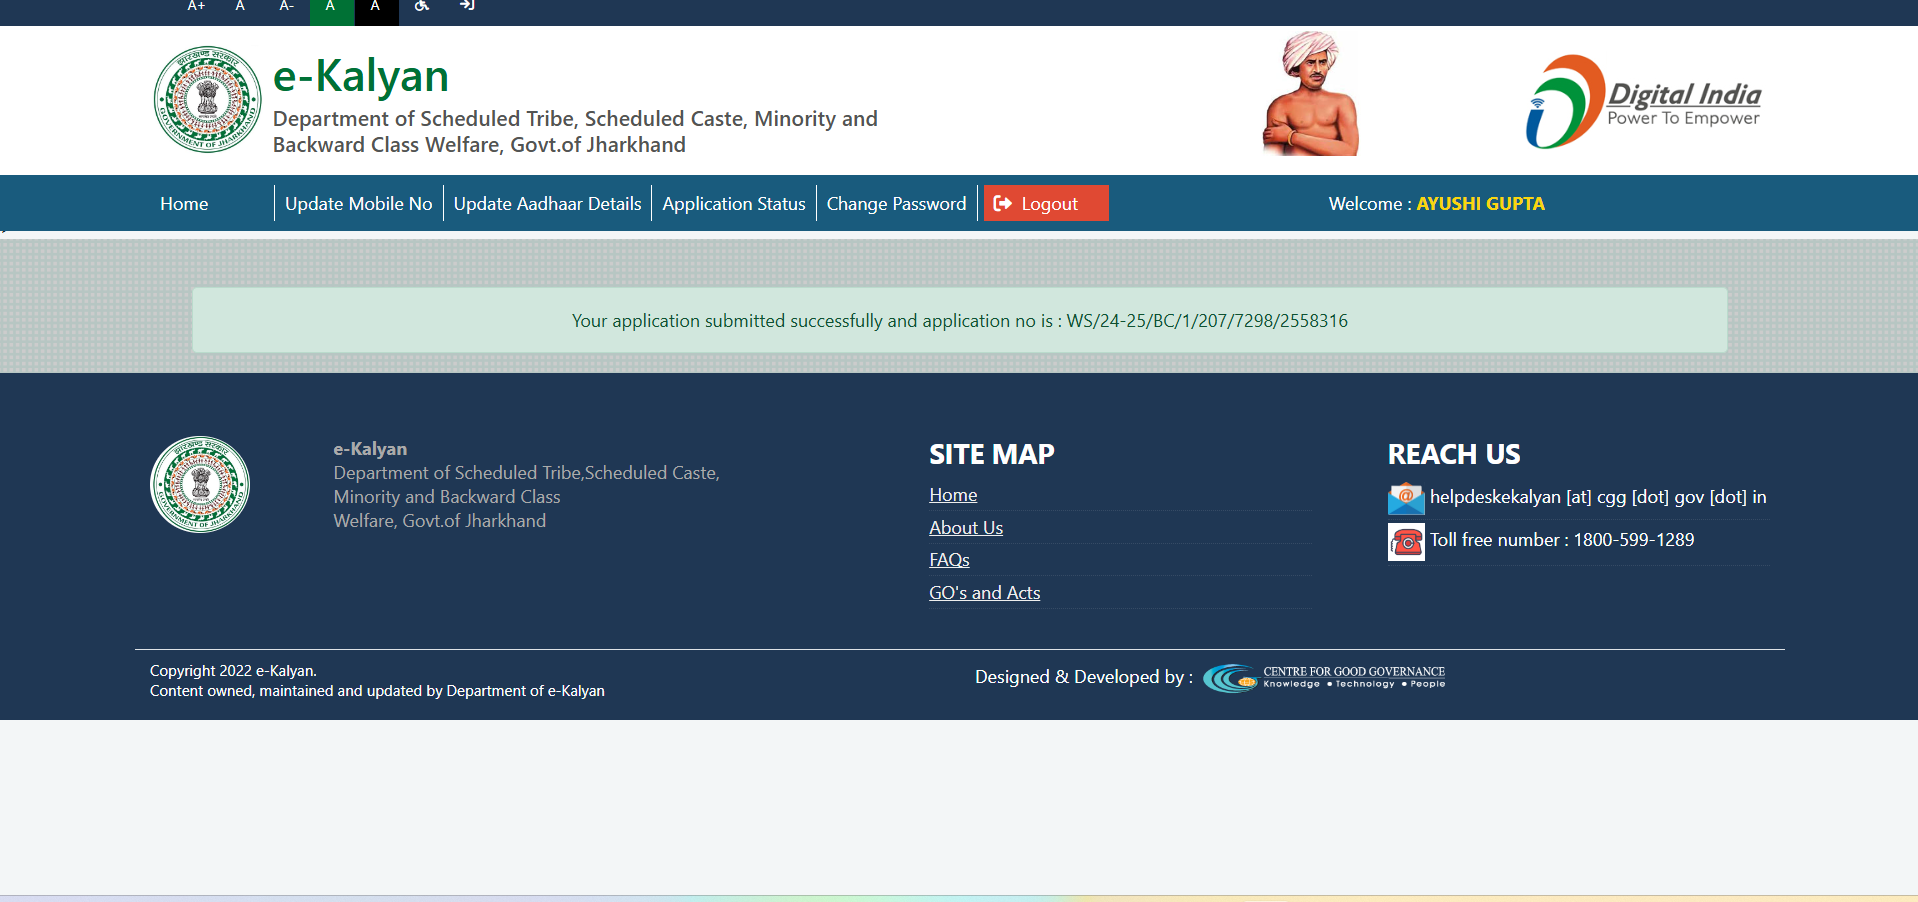 A+ A A- A A
e-Kalyan
Department of Scheduled Tribe, Scheduled Caste, Minority and
Backward Class Welfare, Govt.of Jharkhand
Digital India
Power To Empower
Home Update Mobile No Update Aadhaar Details Application Status Change Password Logout Welcome : AYUSHI GUPTA
Your application submitted successfully and application no is : WS/24-25/BC/1/207/7298/2558316
e-Kalyan
Department of Scheduled Tribe,Scheduled Caste,
Minority and Backward Class
Welfare, Govt.of Jharkhand
SITE MAP
Home
About Us
FAQs
GO's and Acts
REACH US
helpdeskekalyan [at] cgg [dot] gov [dot] in
Toll free number : 1800-599-1289
Copyright 2022 e-Kalyan.
Content owned, maintained and updated by Department of e-Kalyan
Designed & Developed by :
CENTRE FOR GOOD GOVERNANCE
Knowledge • Technology • People